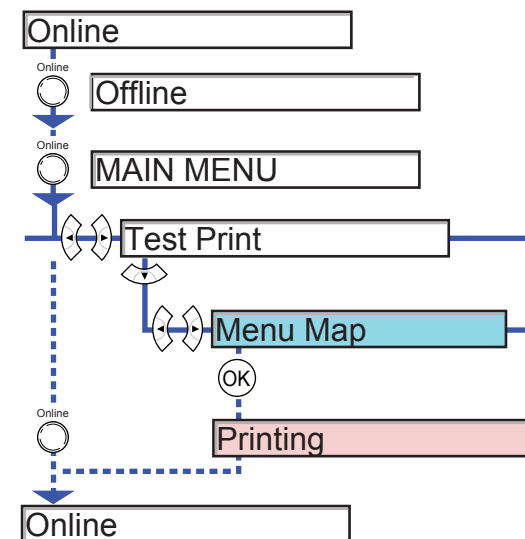 Online
Online
Offline
Online
MAIN MENU
Test Print
Menu Map
OK
Online
Printing
Online